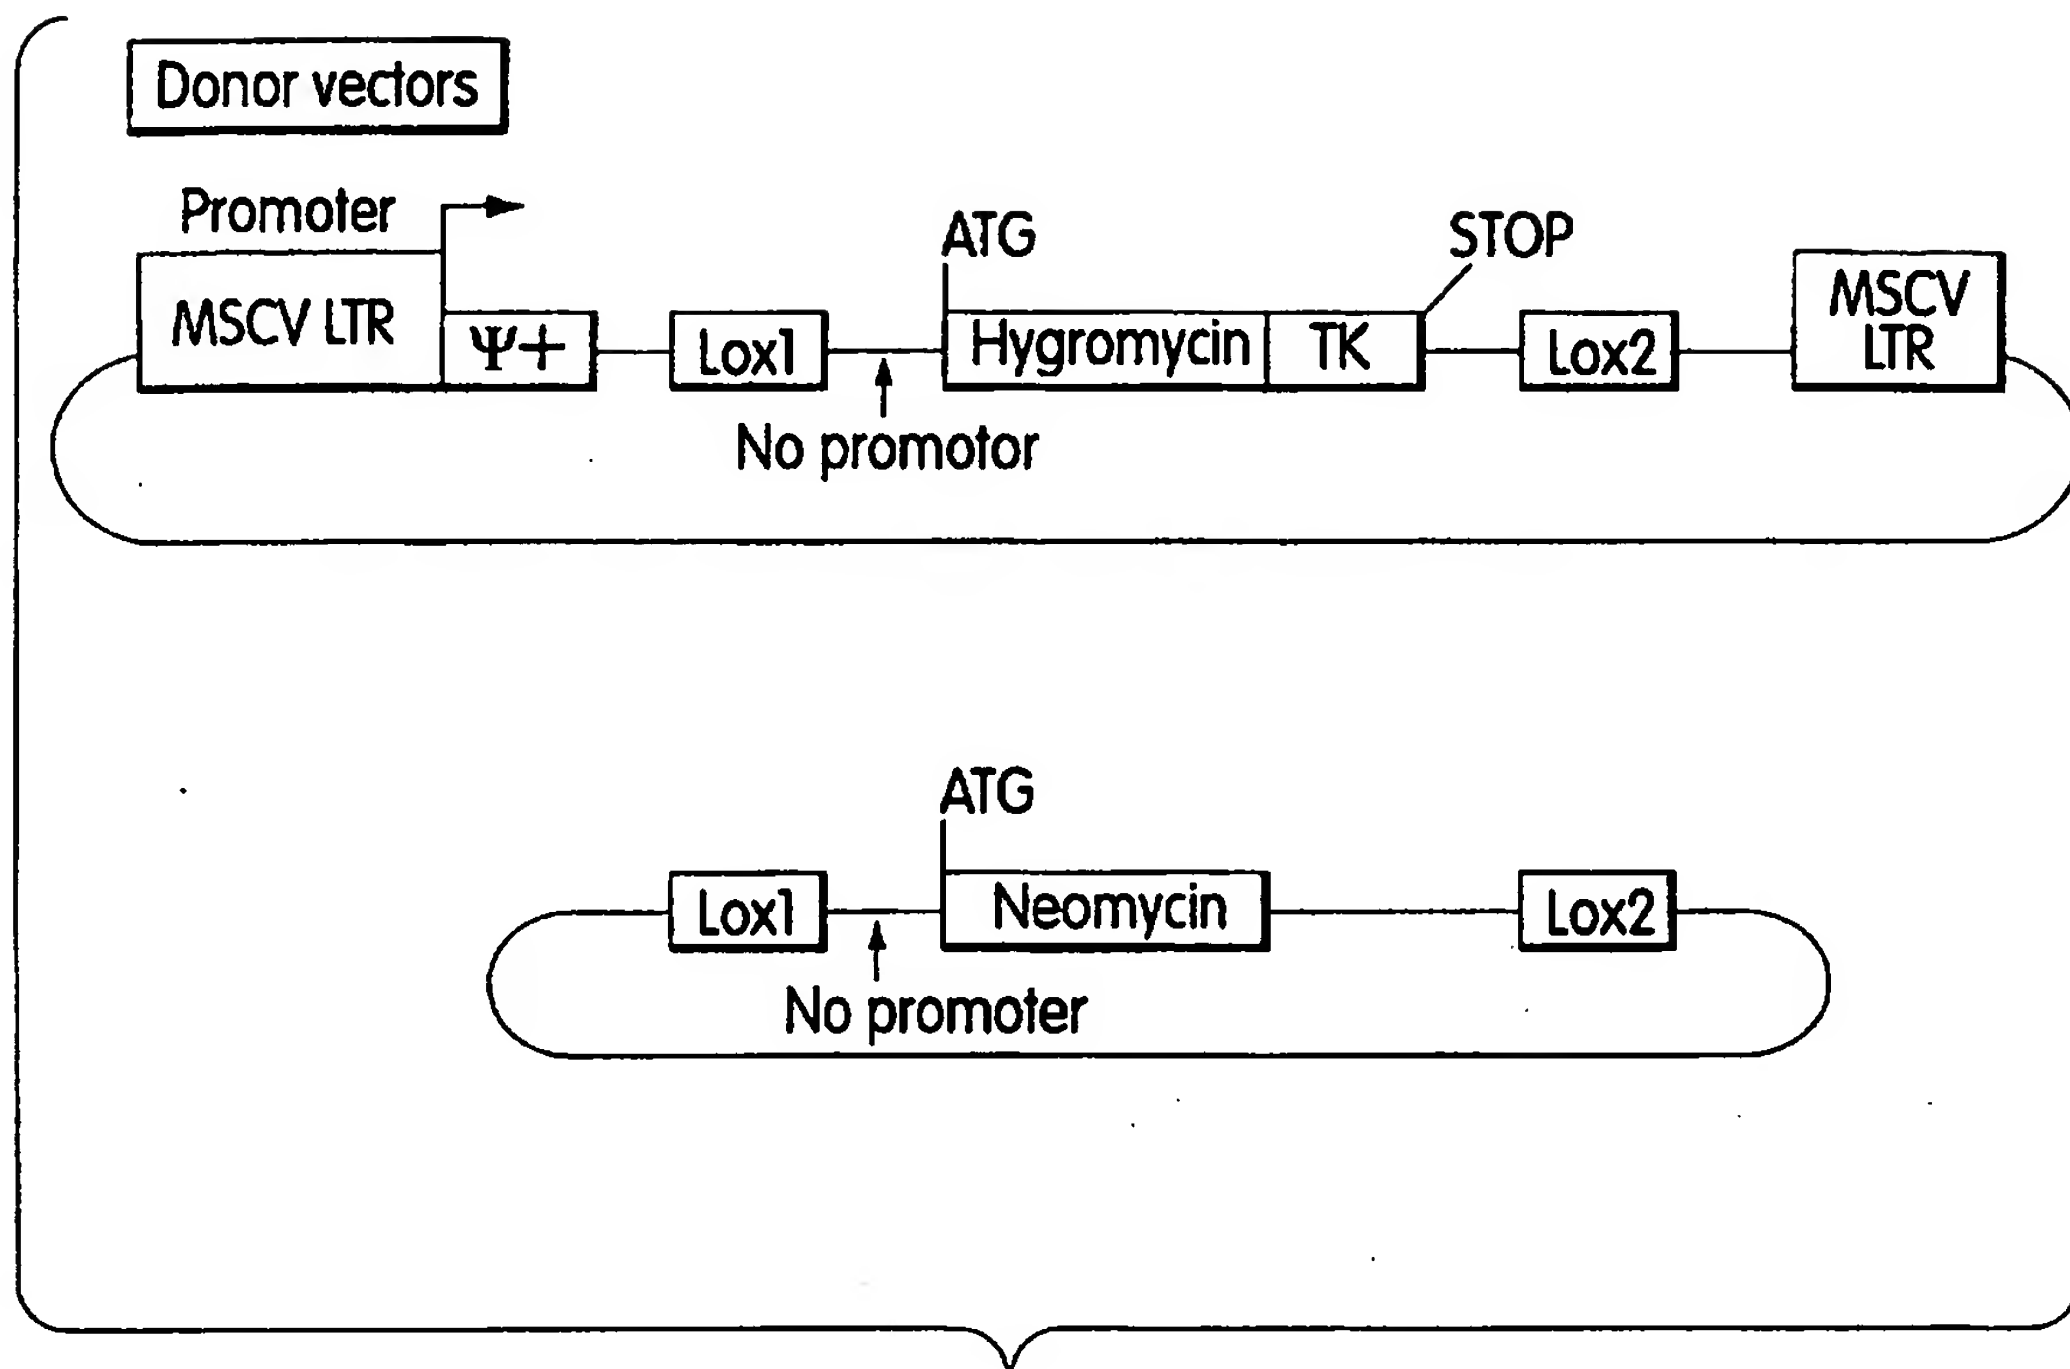 Donor vectors
Promoter
ATG
STOP
MSCV LTR
Ψ+
Lox1
Hygromycin
TK
Lox2
MSCV
LTR
No promotor
ATG
Lox1
Neomycin
Lox2
No promoter